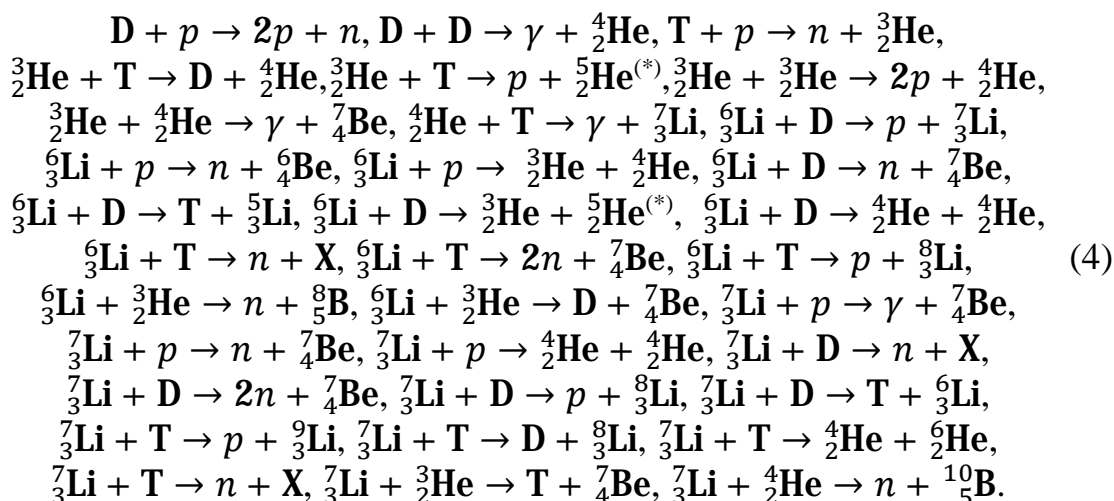 D + p → 2p + n, D + D → γ + ⁴₂He, T + p → n + ³₂He,
³₂He + T → D + ⁴₂He, ³₂He + T → p + ⁵₂He⁽*⁾, ³₂He + ³₂He → 2p + ⁴₂He,
³₂He + ⁴₂He → γ + ⁷₄Be, ⁴₂He + T → γ + ⁷₃Li, ⁶₃Li + D → p + ⁷₃Li,
⁶₃Li + p → n + ⁶₄Be, ⁶₃Li + p → ³₂He + ⁴₂He, ⁶₃Li + D → n + ⁷₄Be,
⁶₃Li + D → T + ⁵₃Li, ⁶₃Li + D → ³₂He + ⁵₂He⁽*⁾, ⁶₃Li + D → ⁴₂He + ⁴₂He,
⁶₃Li + T → n + X, ⁶₃Li + T → 2n + ⁷₄Be, ⁶₃Li + T → p + ⁸₃Li, (4)
⁶₃Li + ³₂He → n + ⁸₅B, ⁶₃Li + ³₂He → D + ⁷₄Be, ⁷₃Li + p → γ + ⁷₄Be,
⁷₃Li + p → n + ⁷₄Be, ⁷₃Li + p → ⁴₂He + ⁴₂He, ⁷₃Li + D → n + X,
⁷₃Li + D → 2n + ⁷₄Be, ⁷₃Li + D → p + ⁸₃Li, ⁷₃Li + D → T + ⁶₃Li,
⁷₃Li + T → p + ⁹₃Li, ⁷₃Li + T → D + ⁸₃Li, ⁷₃Li + T → ⁴₂He + ⁶₂He,
⁷₃Li + T → n + X, ⁷₃Li + ³₂He → T + ⁷₄Be, ⁷₃Li + ⁴₂He → n + ¹⁰₅B.